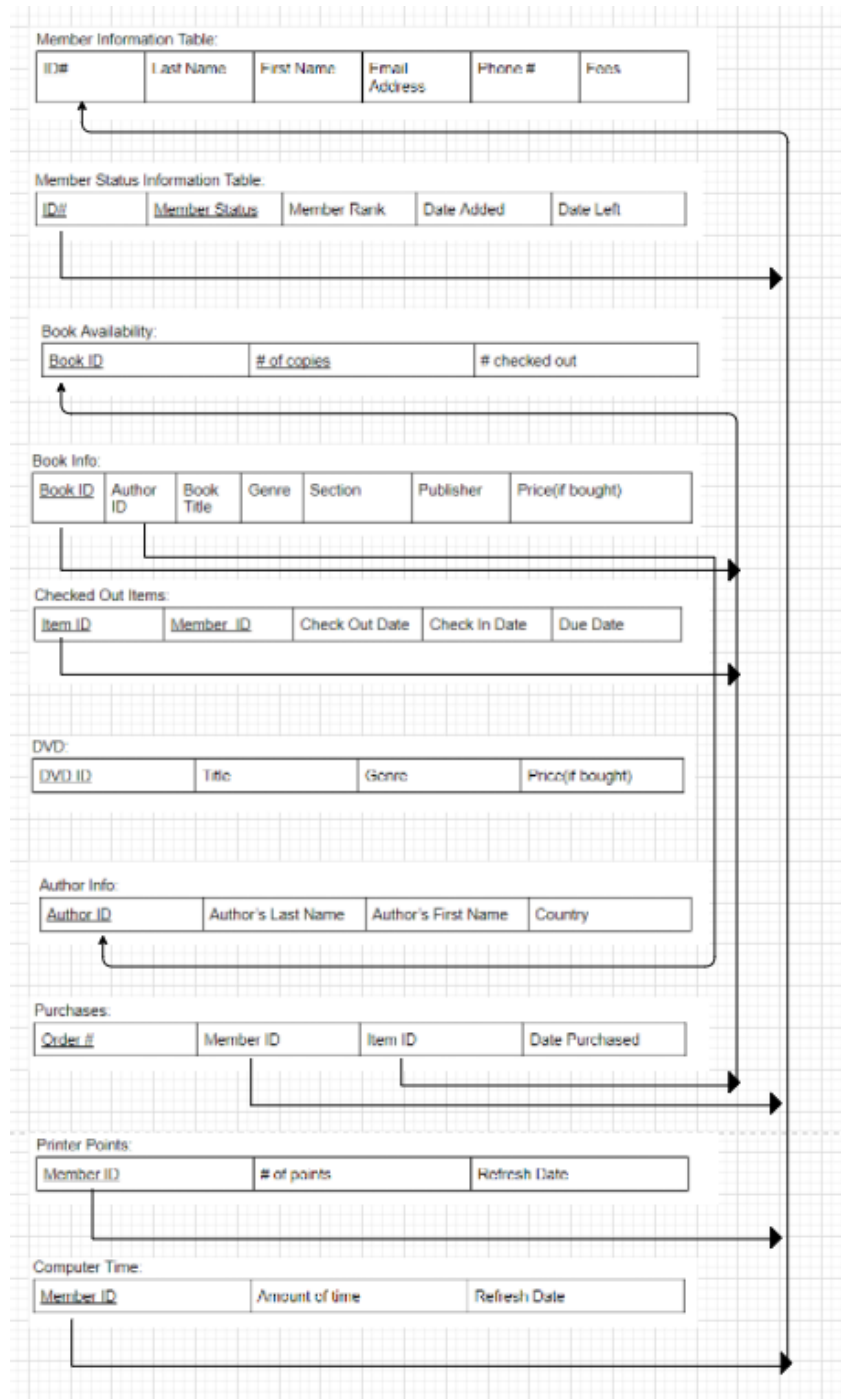 Member Information Table:
ID# Last Name First Name Email Address Phone # Fees
Member Status Information Table:
ID# Member Status Member Rank Date Added Date Left
Book Availability:
Book ID # of copies # checked out
Book Info:
Book ID Author ID Book Title Genre Section Publisher Price(if bought)
Checked Out Items:
Item ID Member ID Check Out Date Check In Date Due Date
DVD:
DVD ID Title Genre Price(if bought)
Author Info:
Author ID Author's Last Name Author's First Name Country
Purchases:
Order # Member ID Item ID Date Purchased
Printer Points:
Member ID # of points Refresh Date
Computer Time:
Member ID Amount of time Refresh Date